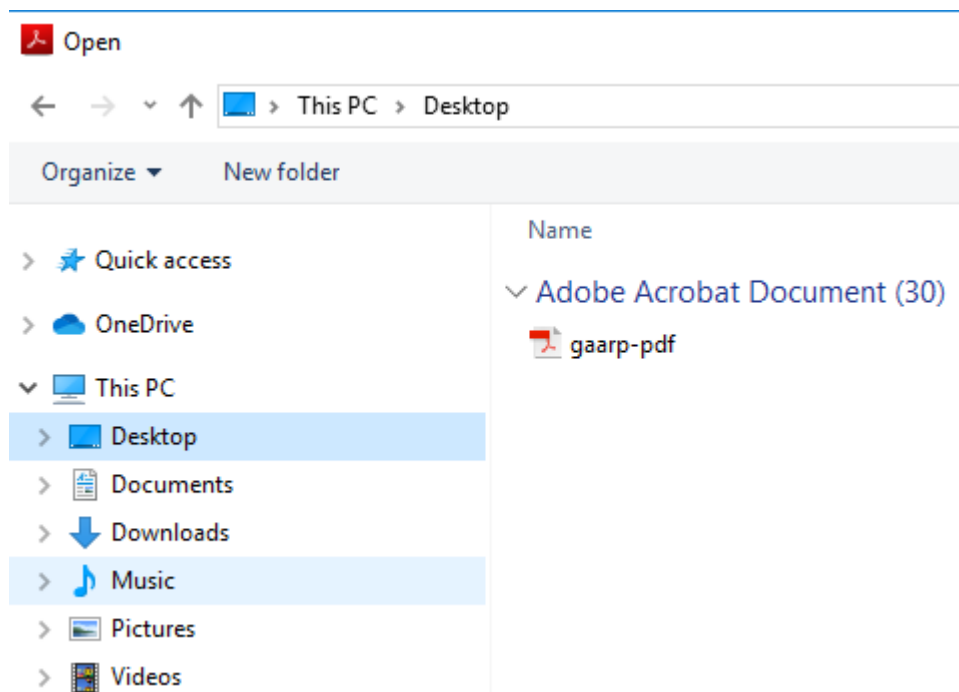 Open
This PC > Desktop
Organize New folder
Name
Quick access
Adobe Acrobat Document (30)
gaarp-pdf
OneDrive
This PC
Desktop
Documents
Downloads
Music
Pictures
Videos